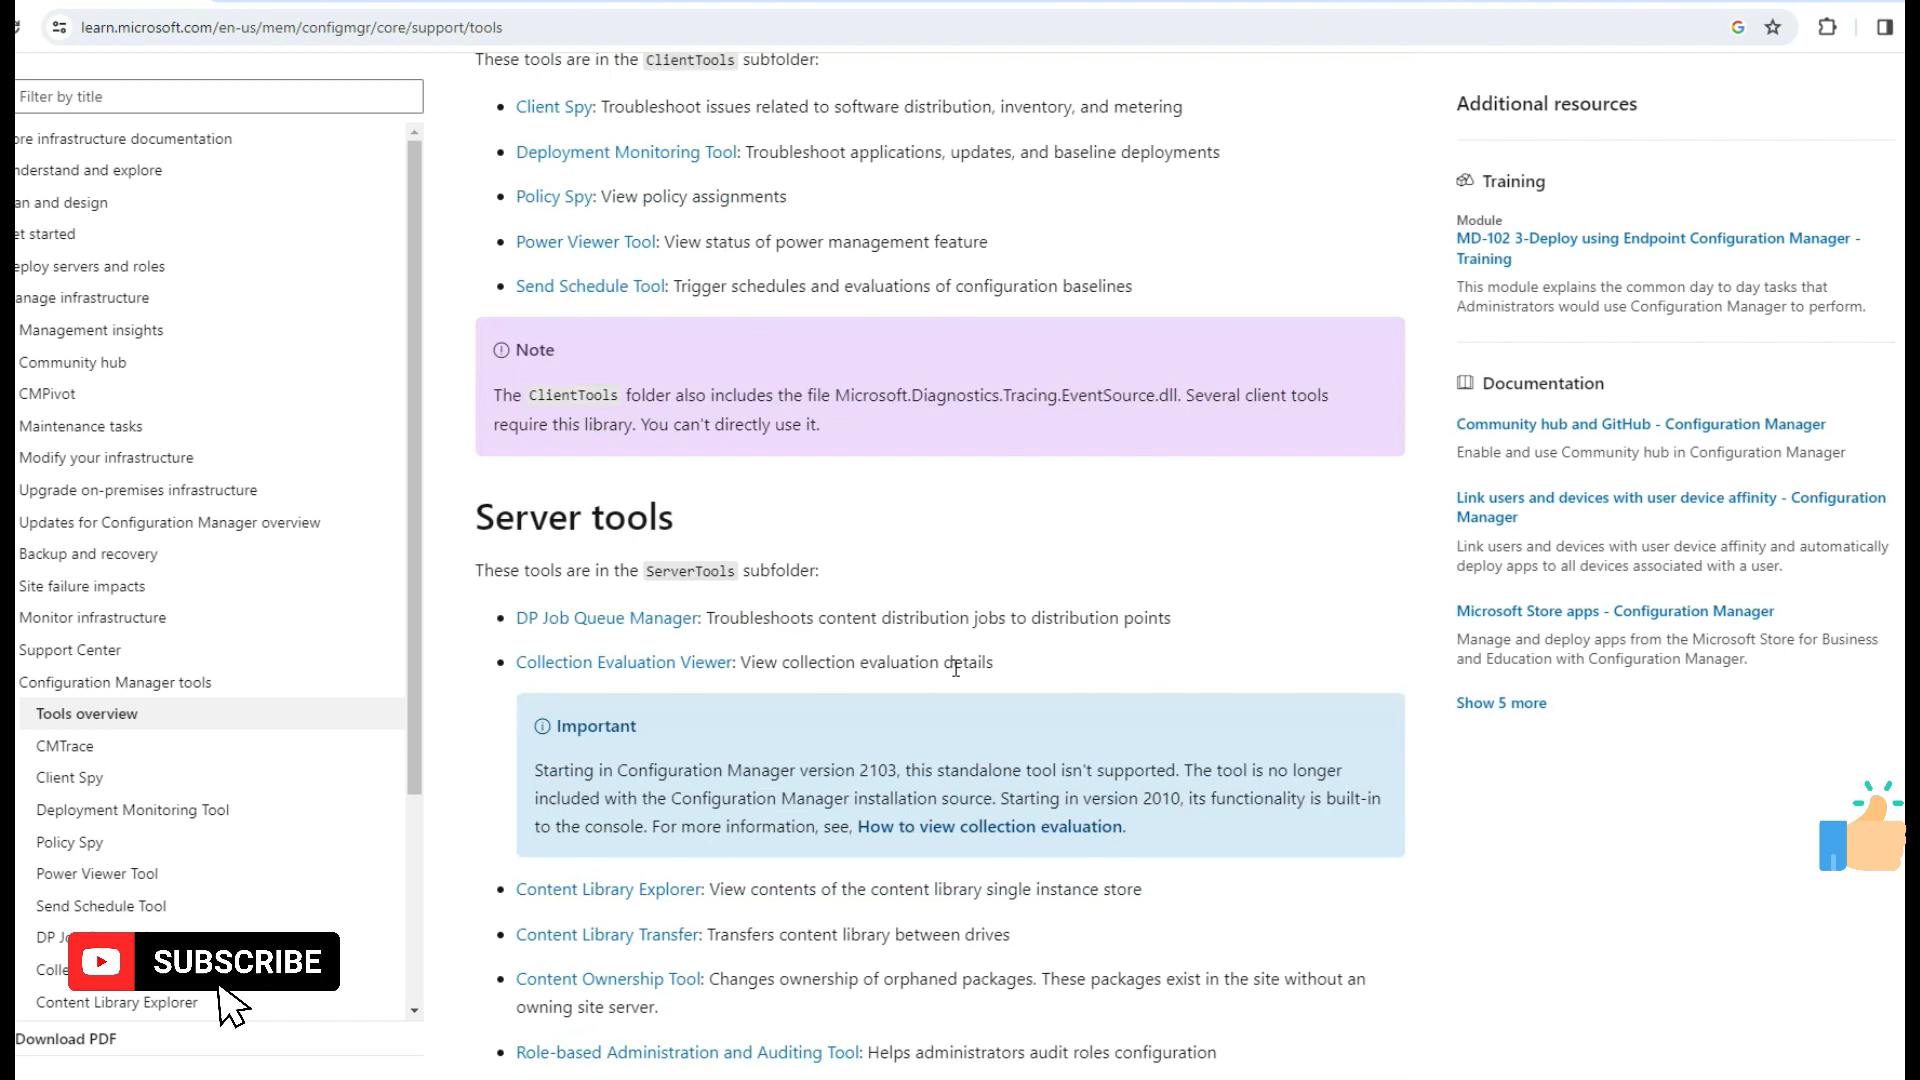 learn.microsoft.com/en-us/mem/configmgr/core/support/tools
Filter by title
ore infrastructure documentation
nderstand and explore
an and design
et started
eploy servers and roles
anage infrastructure
Management insights
Community hub
CMPivot
Maintenance tasks
Modify your infrastructure
Upgrade on-premises infrastructure
Updates for Configuration Manager overview
Backup and recovery
Site failure impacts
Monitor infrastructure
Support Center
Configuration Manager tools
Tools overview
CMTrace
Client Spy
Deployment Monitoring Tool
Policy Spy
Power Viewer Tool
Send Schedule Tool
DP Jo
Colle
SUBSCRIBE
Content Library Explorer
Download PDF
These tools are in the ClientTools subfolder:
Client Spy: Troubleshoot issues related to software distribution, inventory, and metering
Deployment Monitoring Tool: Troubleshoot applications, updates, and baseline deployments
Policy Spy: View policy assignments
Power Viewer Tool: View status of power management feature
Send Schedule Tool: Trigger schedules and evaluations of configuration baselines
Note
The ClientTools folder also includes the file Microsoft.Diagnostics.Tracing.EventSource.dll. Several client tools
require this library. You can't directly use it.
Server tools
These tools are in the ServerTools subfolder:
DP Job Queue Manager: Troubleshoots content distribution jobs to distribution points
Collection Evaluation Viewer: View collection evaluation details
Important
Starting in Configuration Manager version 2103, this standalone tool isn't supported. The tool is no longer
included with the Configuration Manager installation source. Starting in version 2010, its functionality is built-in
to the console. For more information, see, How to view collection evaluation.
Content Library Explorer: View contents of the content library single instance store
Content Library Transfer: Transfers content library between drives
Content Ownership Tool: Changes ownership of orphaned packages. These packages exist in the site without an
owning site server.
Role-based Administration and Auditing Tool: Helps administrators audit roles configuration
Additional resources
Training
Module
MD-102 3-Deploy using Endpoint Configuration Manager -
Training
This module explains the common day to day tasks that
Administrators would use Configuration Manager to perform.
Documentation
Community hub and GitHub - Configuration Manager
Enable and use Community hub in Configuration Manager
Link users and devices with user device affinity - Configuration
Manager
Link users and devices with user device affinity and automatically
deploy apps to all devices associated with a user.
Microsoft Store apps - Configuration Manager
Manage and deploy apps from the Microsoft Store for Business
and Education with Configuration Manager.
Show 5 more